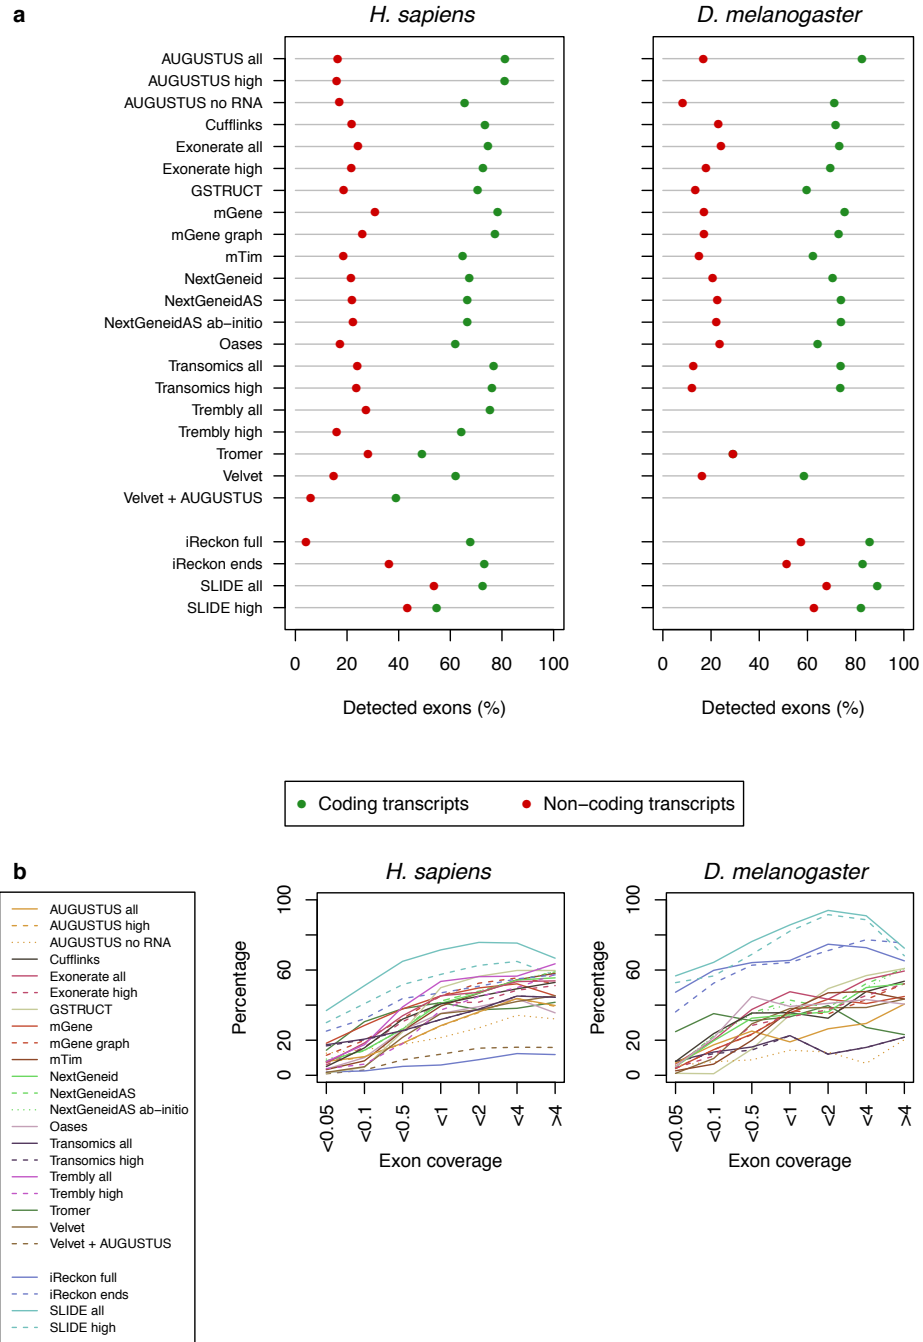 a
H. sapiens
D. melanogaster
AUGUSTUS all
AUGUSTUS high
AUGUSTUS no RNA
Cufflinks
Exonerate all
Exonerate high
GSTRUCT
mGene
mGene graph
mTim
NextGeneid
NextGeneidAS
NextGeneidAS ab−initio
Oases
Transomics all
Transomics high
Trembly all
Trembly high
Tromer
Velvet
Velvet + AUGUSTUS
iReckon full
iReckon ends
SLIDE all
SLIDE high
0 20 40 60 80 100
0 20 40 60 80 100
Detected exons (%)
Detected exons (%)
Coding transcripts
Non−coding transcripts
b
H. sapiens
D. melanogaster
AUGUSTUS all
AUGUSTUS high
AUGUSTUS no RNA
Cufflinks
Exonerate all
Exonerate high
GSTRUCT
mGene
mGene graph
mTim
NextGeneid
NextGeneidAS
NextGeneidAS ab−initio
Oases
Transomics all
Transomics high
Trembly all
Trembly high
Tromer
Velvet
Velvet + AUGUSTUS
iReckon full
iReckon ends
SLIDE all
SLIDE high
Percentage
0 20 60 100
<0.05 <0.1 <0.5 <1 <2 <4 >4
Exon coverage
Percentage
0 20 60 100
<0.05 <0.1 <0.5 <1 <2 <4 >4
Exon coverage